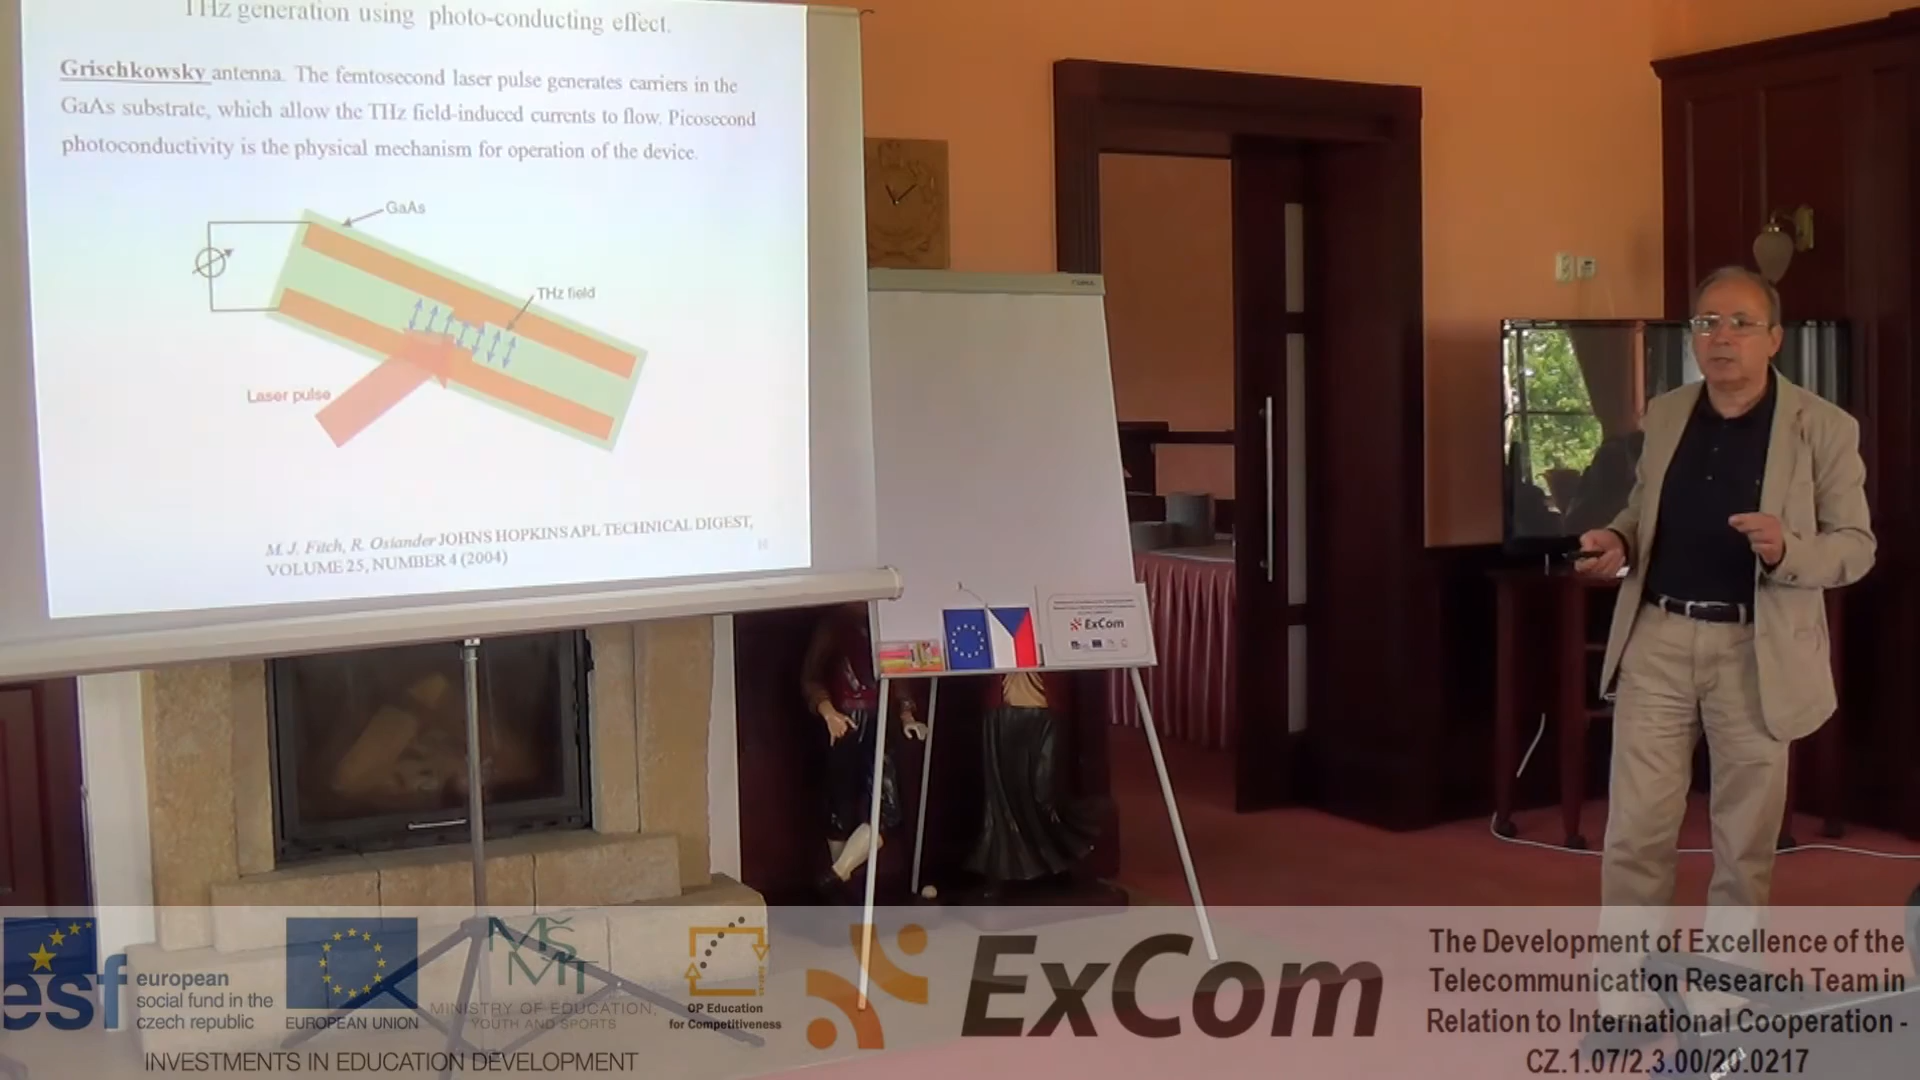 THz generation using photo-conducting effect.
Grischkowsky antenna. The femtosecond laser pulse generates carriers in the
GaAs substrate, which allow the THz field-induced currents to flow. Picosecond
photoconductivity is the physical mechanism for operation of the device.
GaAs
THz field
Laser pulse
M. J. Fitch, R. Osiander JOHNS HOPKINS APL TECHNICAL DIGEST,
VOLUME 25, NUMBER 4 (2004)
ExCom
esf
european
social fund in the
czech republic
EUROPEAN UNION
MŠ
MT
MINISTRY OF EDUCATION,
YOUTH AND SPORTS
OP Education
for Competitiveness
INVESTMENTS IN EDUCATION DEVELOPMENT
ExCom
The Development of Excellence of the
Telecommunication Research Team in
Relation to International Cooperation -
CZ.1.07/2.3.00/20.0217